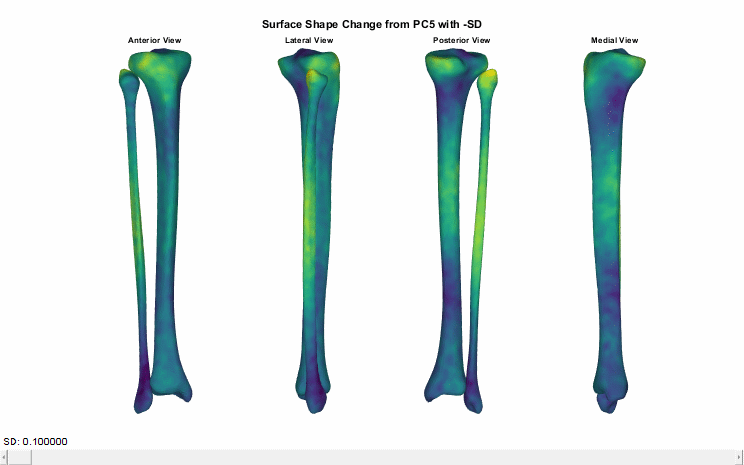 Surface Shape Change from PC5 with -SD
Anterior View
Lateral View
Posterior View
Medial View
SD: 0.100000